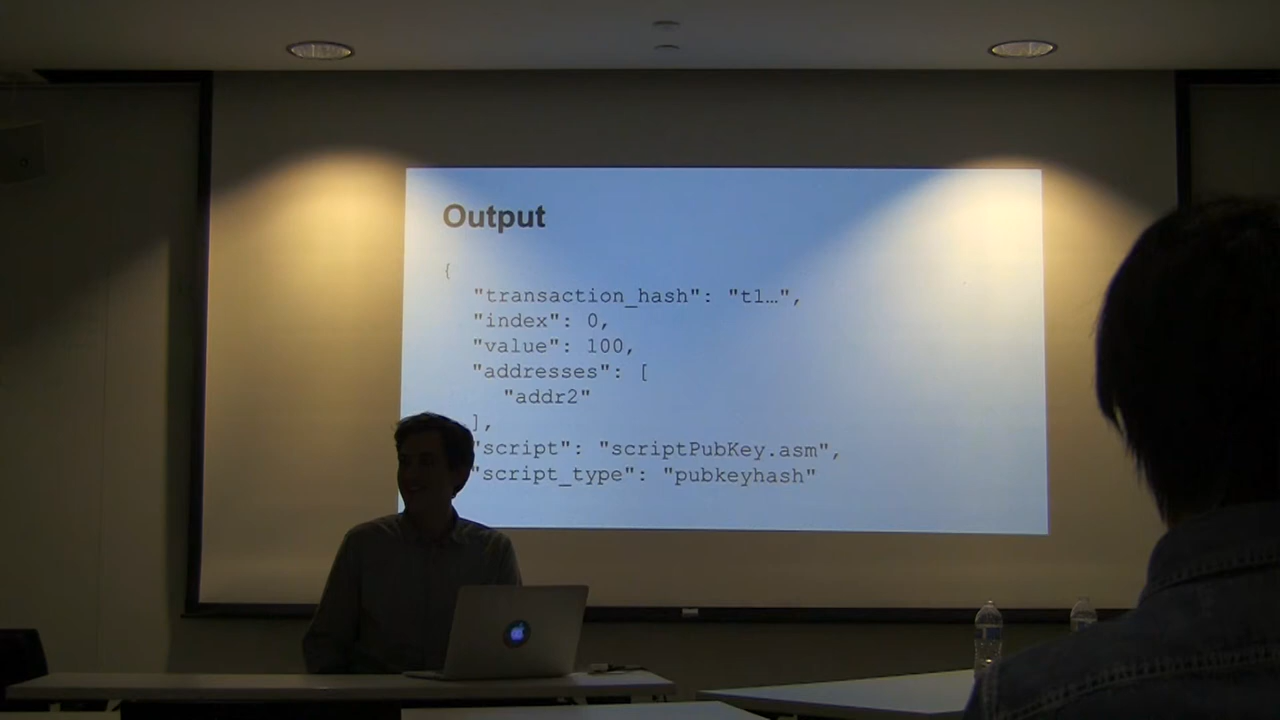 Output
{
"transaction_hash": "t1…",
"index": 0,
"value": 100,
"addresses": [
"addr2"
],
"script": "scriptPubKey.asm",
"script_type": "pubkeyhash"